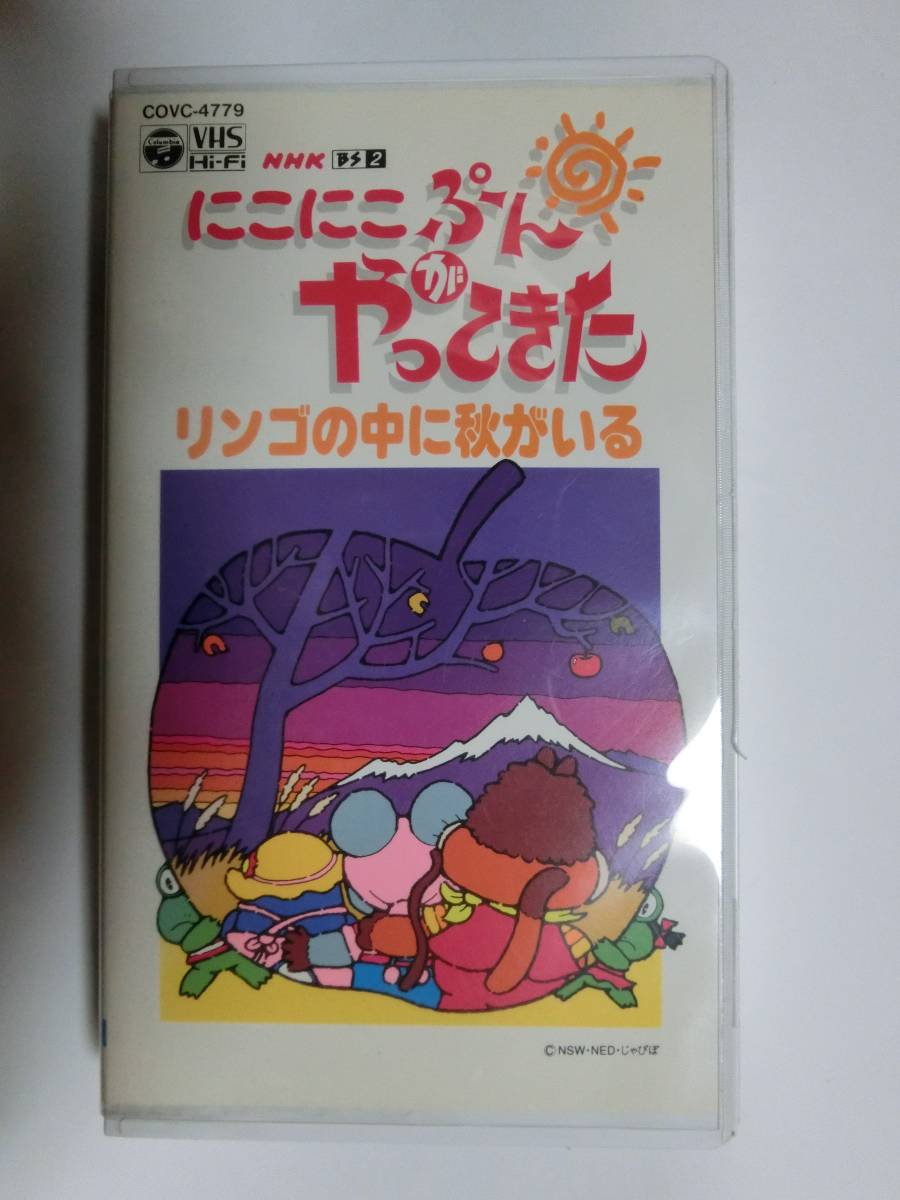 COVC-4779
Columbia
VHS
Hi-Fi
NHK BS2
にこにこぷんが
やってきた
リンゴの中に秋がいる
©NSW・NED・じゃぴぽ